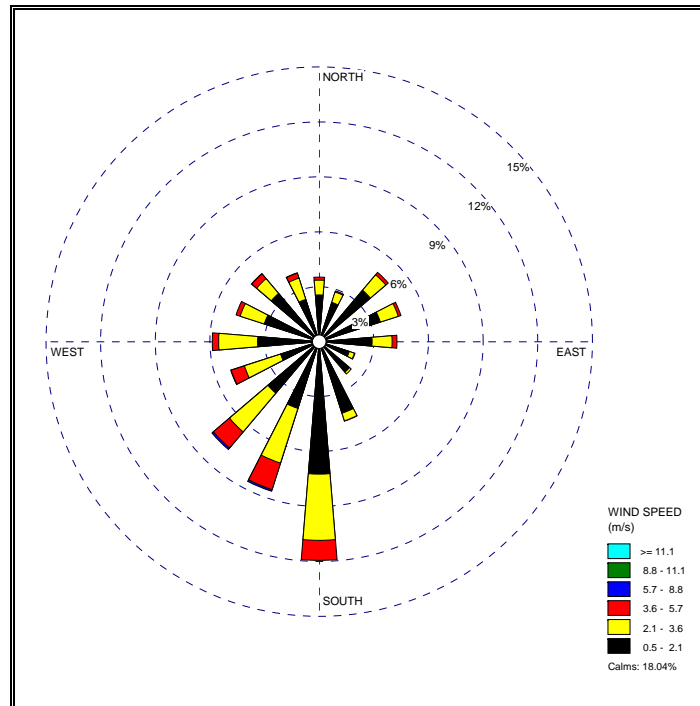 NORTH
15%
12%
9%
6%
3%
WEST
EAST
SOUTH
WIND SPEED
(m/s)
>= 11.1
8.8 - 11.1
5.7 - 8.8
3.6 - 5.7
2.1 - 3.6
0.5 - 2.1
Calms: 18.04%